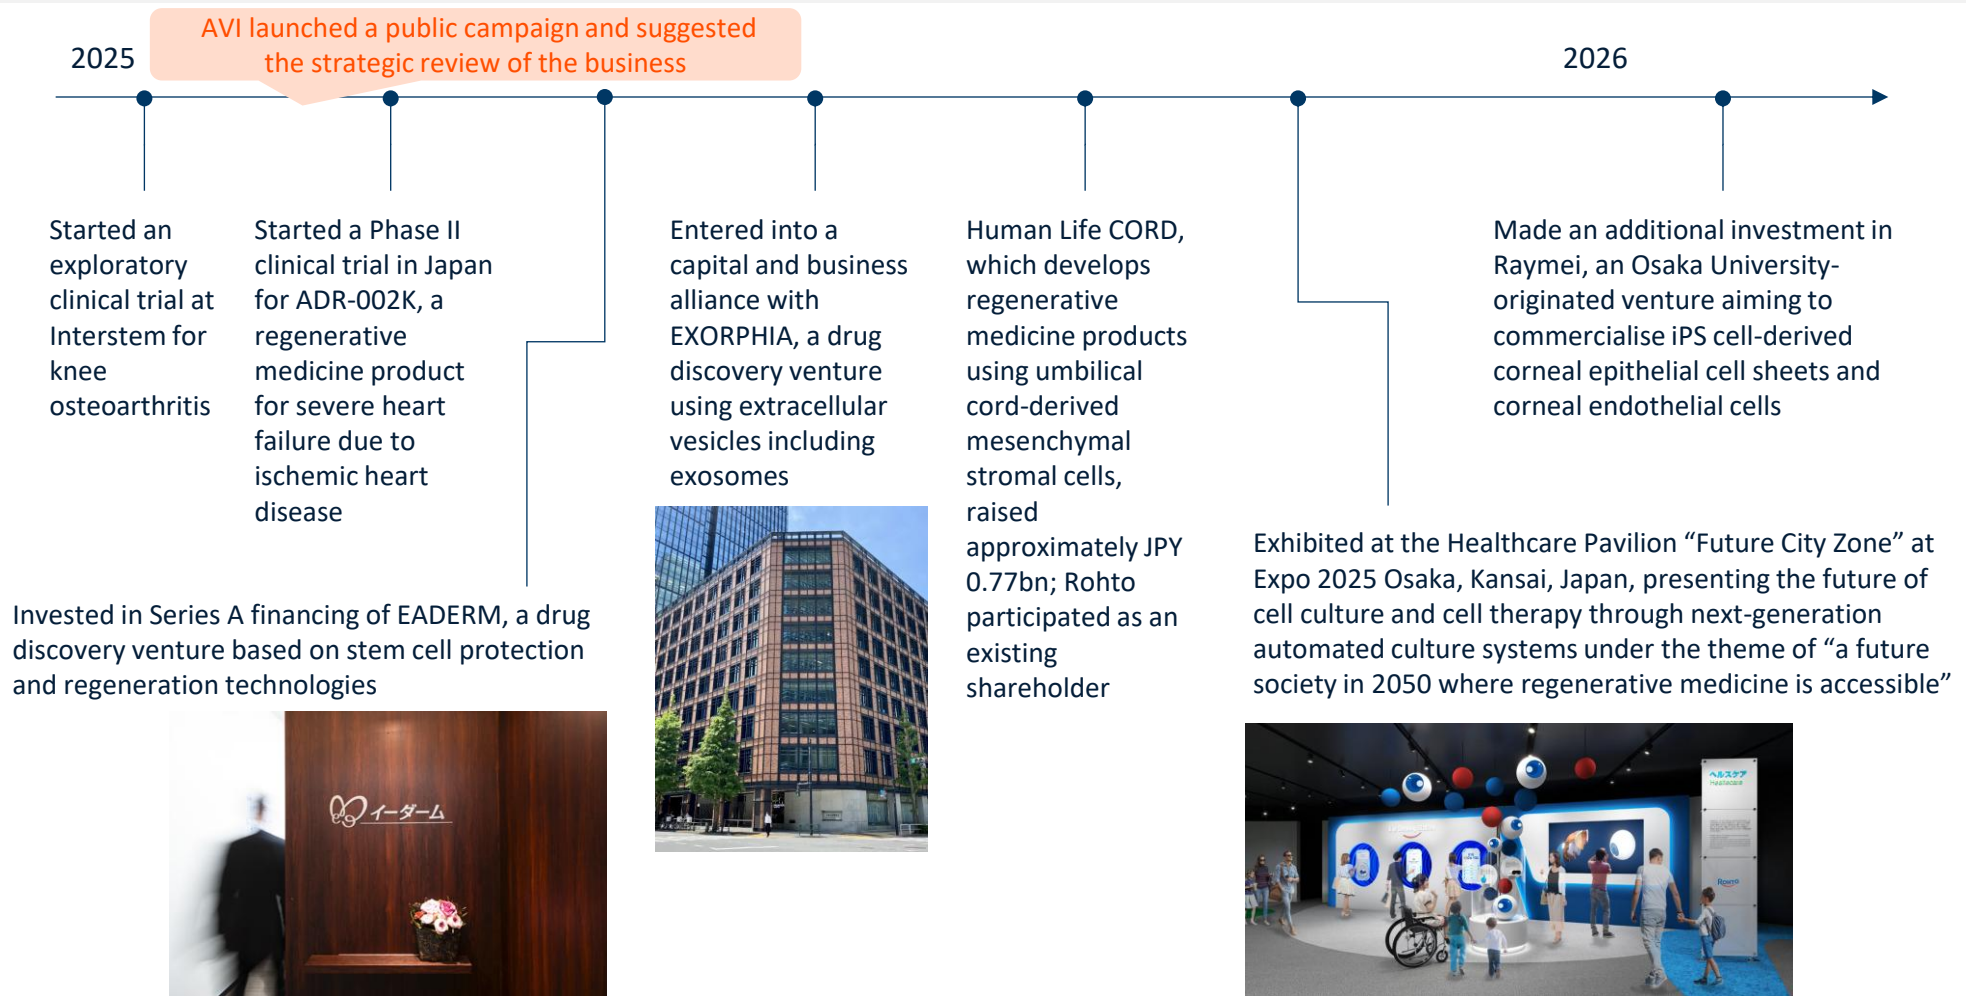 AVI launched a public campaign and suggested
the strategic review of the business
2025
2026
Started an
exploratory
clinical trial at
Interstem for
knee
osteoarthritis
Started a Phase II
clinical trial in Japan
for ADR-002K, a
regenerative
medicine product
for severe heart
failure due to
ischemic heart
disease
Invested in Series A financing of EADERM, a drug
discovery venture based on stem cell protection
and regeneration technologies
イーダーム
Entered into a
capital and business
alliance with
EXORPHIA, a drug
discovery venture
using extracellular
vesicles including
exosomes
Human Life CORD,
which develops
regenerative
medicine products
using umbilical
cord-derived
mesenchymal
stromal cells,
raised
approximately JPY
0.77bn; Rohto
participated as an
existing
shareholder
Exhibited at the Healthcare Pavilion “Future City Zone” at
Expo 2025 Osaka, Kansai, Japan, presenting the future of
cell culture and cell therapy through next-generation
automated culture systems under the theme of “a future
society in 2050 where regenerative medicine is accessible”
ヘルスケア
Healthcare
ROHTO
Made an additional investment in
Raymei, an Osaka University-
originated venture aiming to
commercialise iPS cell-derived
corneal epithelial cell sheets and
corneal endothelial cells